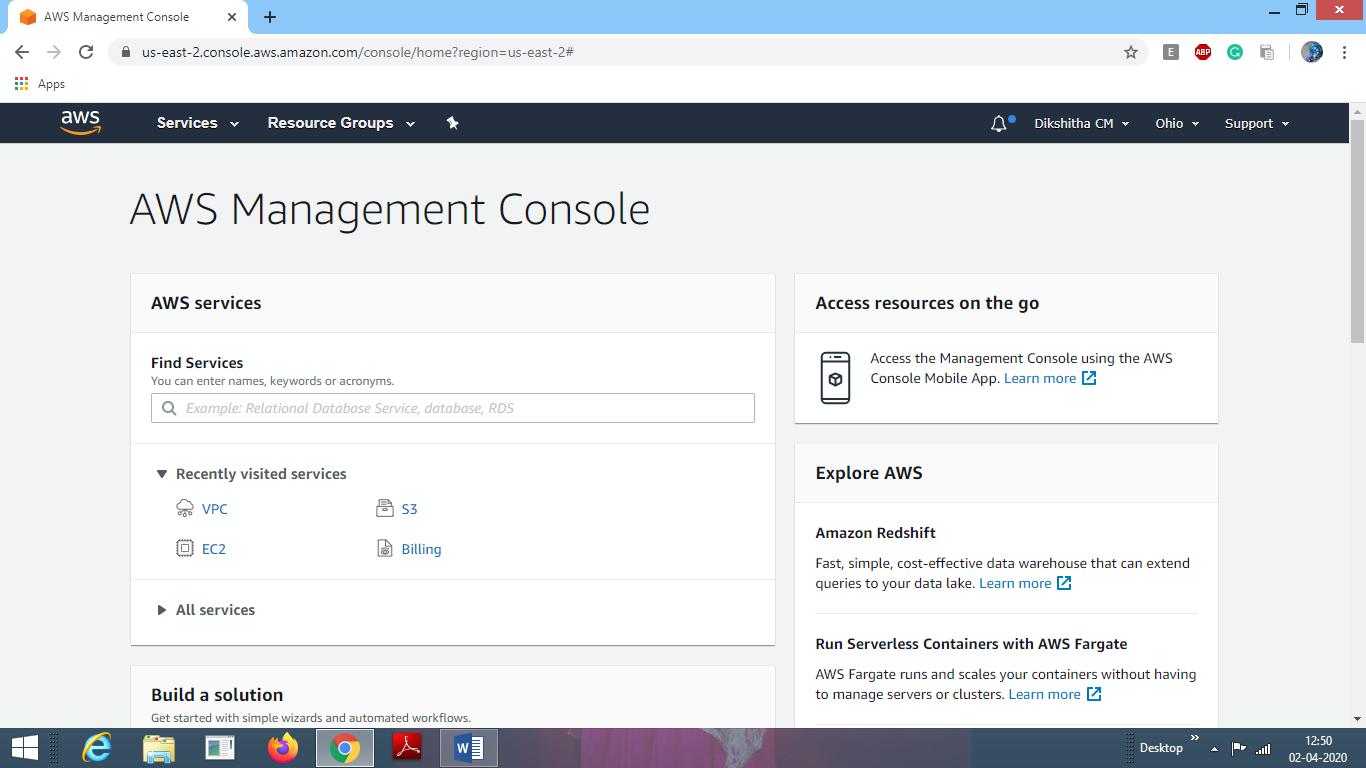 AWS Management Console
us-east-2.console.aws.amazon.com/console/home?region=us-east-2#
E
ABP
G
Apps
aws
Services
Resource Groups
Dikshitha CM
Ohio
Support
AWS Management Console
AWS services
Find Services
You can enter names, keywords or acronyms.
Example: Relational Database Service, database, RDS
Recently visited services
VPC
S3
EC2
Billing
All services
Build a solution
Get started with simple wizards and automated workflows.
Access resources on the go
Access the Management Console using the AWS
Console Mobile App. Learn more
Explore AWS
Amazon Redshift
Fast, simple, cost-effective data warehouse that can extend
queries to your data lake. Learn more
Run Serverless Containers with AWS Fargate
AWS Fargate runs and scales your containers without having
to manage servers or clusters. Learn more
Desktop
12:50
02-04-2020